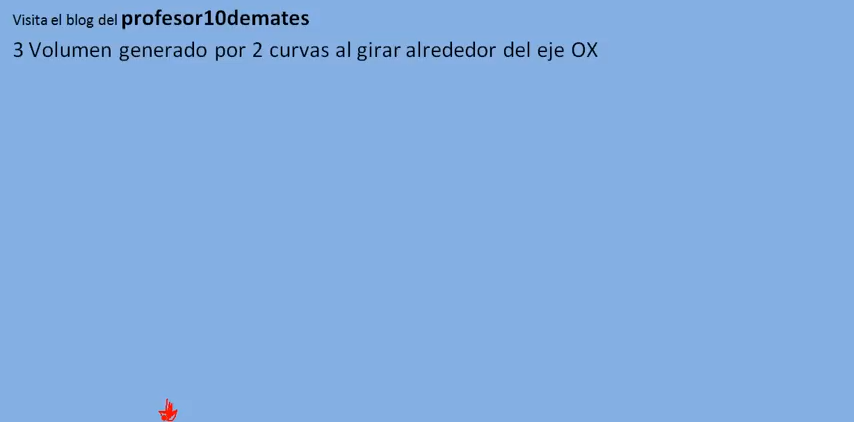 Visita el blog del profesor10demates
3 Volumen generado por 2 curvas al girar alrededor del eje OX